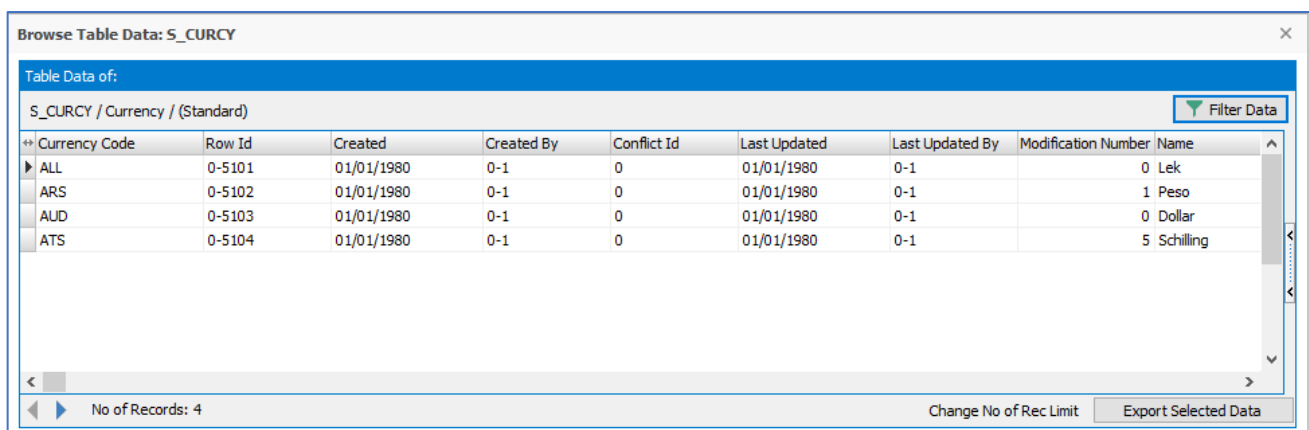 Browse Table Data: S_CURCY
Table Data of:
S_CURCY / Currency / (Standard) Filter Data
Currency Code Row Id Created Created By Conflict Id Last Updated Last Updated By Modification Number Name
ALL 0-5101 01/01/1980 0-1 0 01/01/1980 0-1 0 Lek
ARS 0-5102 01/01/1980 0-1 0 01/01/1980 0-1 1 Peso
AUD 0-5103 01/01/1980 0-1 0 01/01/1980 0-1 0 Dollar
ATS 0-5104 01/01/1980 0-1 0 01/01/1980 0-1 5 Schilling
No of Records: 4 Change No of Rec Limit Export Selected Data